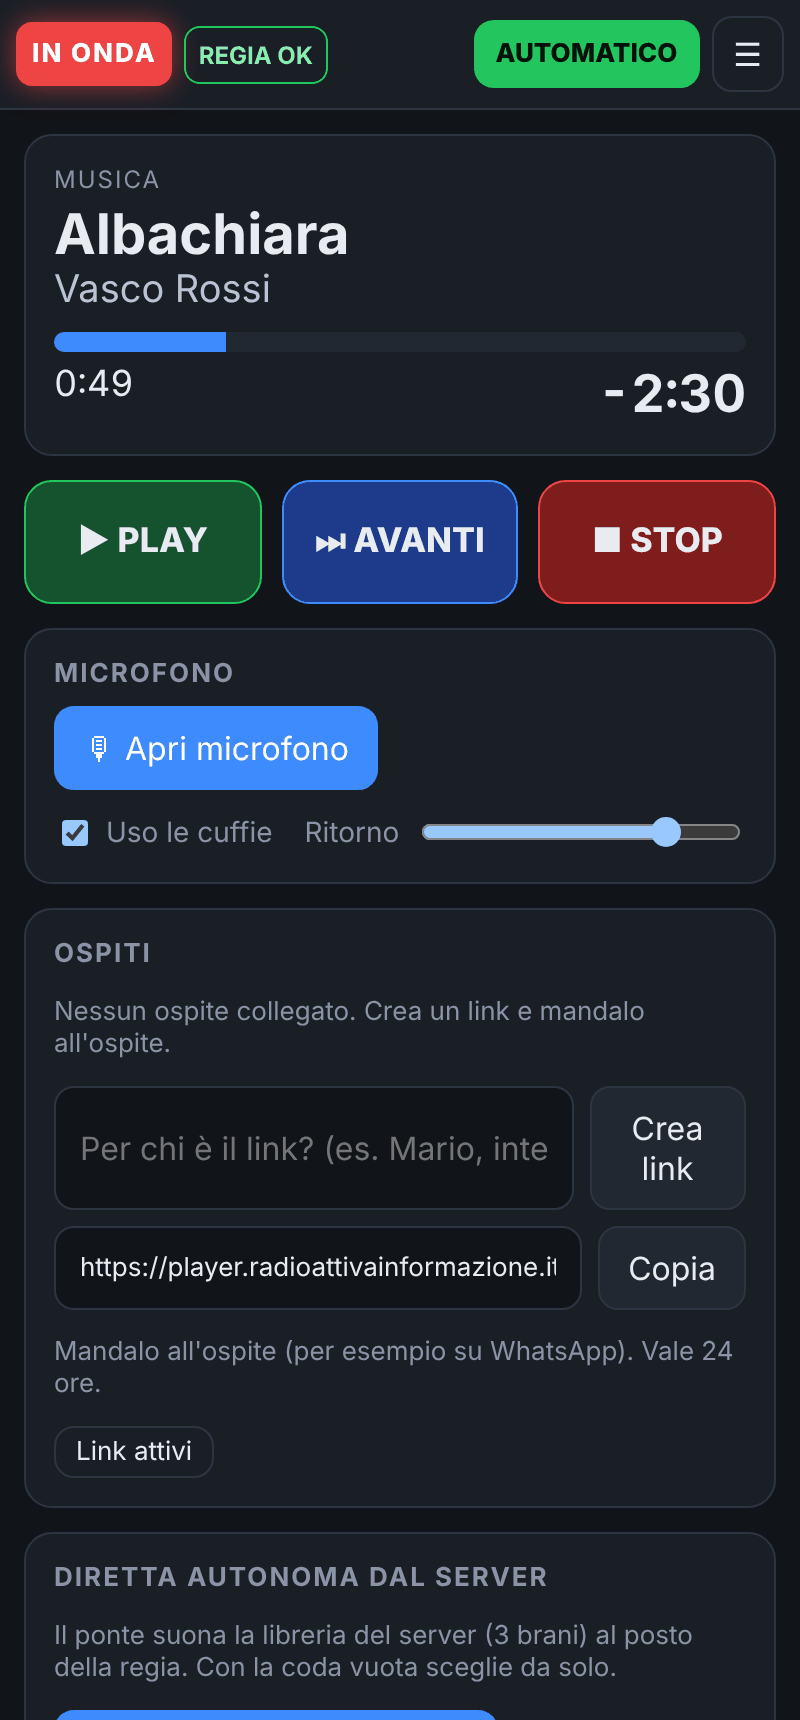 IN ONDA
REGIA OK
AUTOMATICO
☰
MUSICA
Albachiara
Vasco Rossi
0:49
-2:30
▶ PLAY
⏭ AVANTI
■ STOP
MICROFONO
🎙 Apri microfono
Uso le cuffie
Ritorno
OSPITI
Nessun ospite collegato. Crea un link e mandalo
all'ospite.
Per chi è il link? (es. Mario, inte
Crea
link
https://player.radioattivainformazione.it
Copia
Mandalo all'ospite (per esempio su WhatsApp). Vale 24
ore.
Link attivi
DIRETTA AUTONOMA DAL SERVER
Il ponte suona la libreria del server (3 brani) al posto
della regia. Con la coda vuota sceglie da solo.